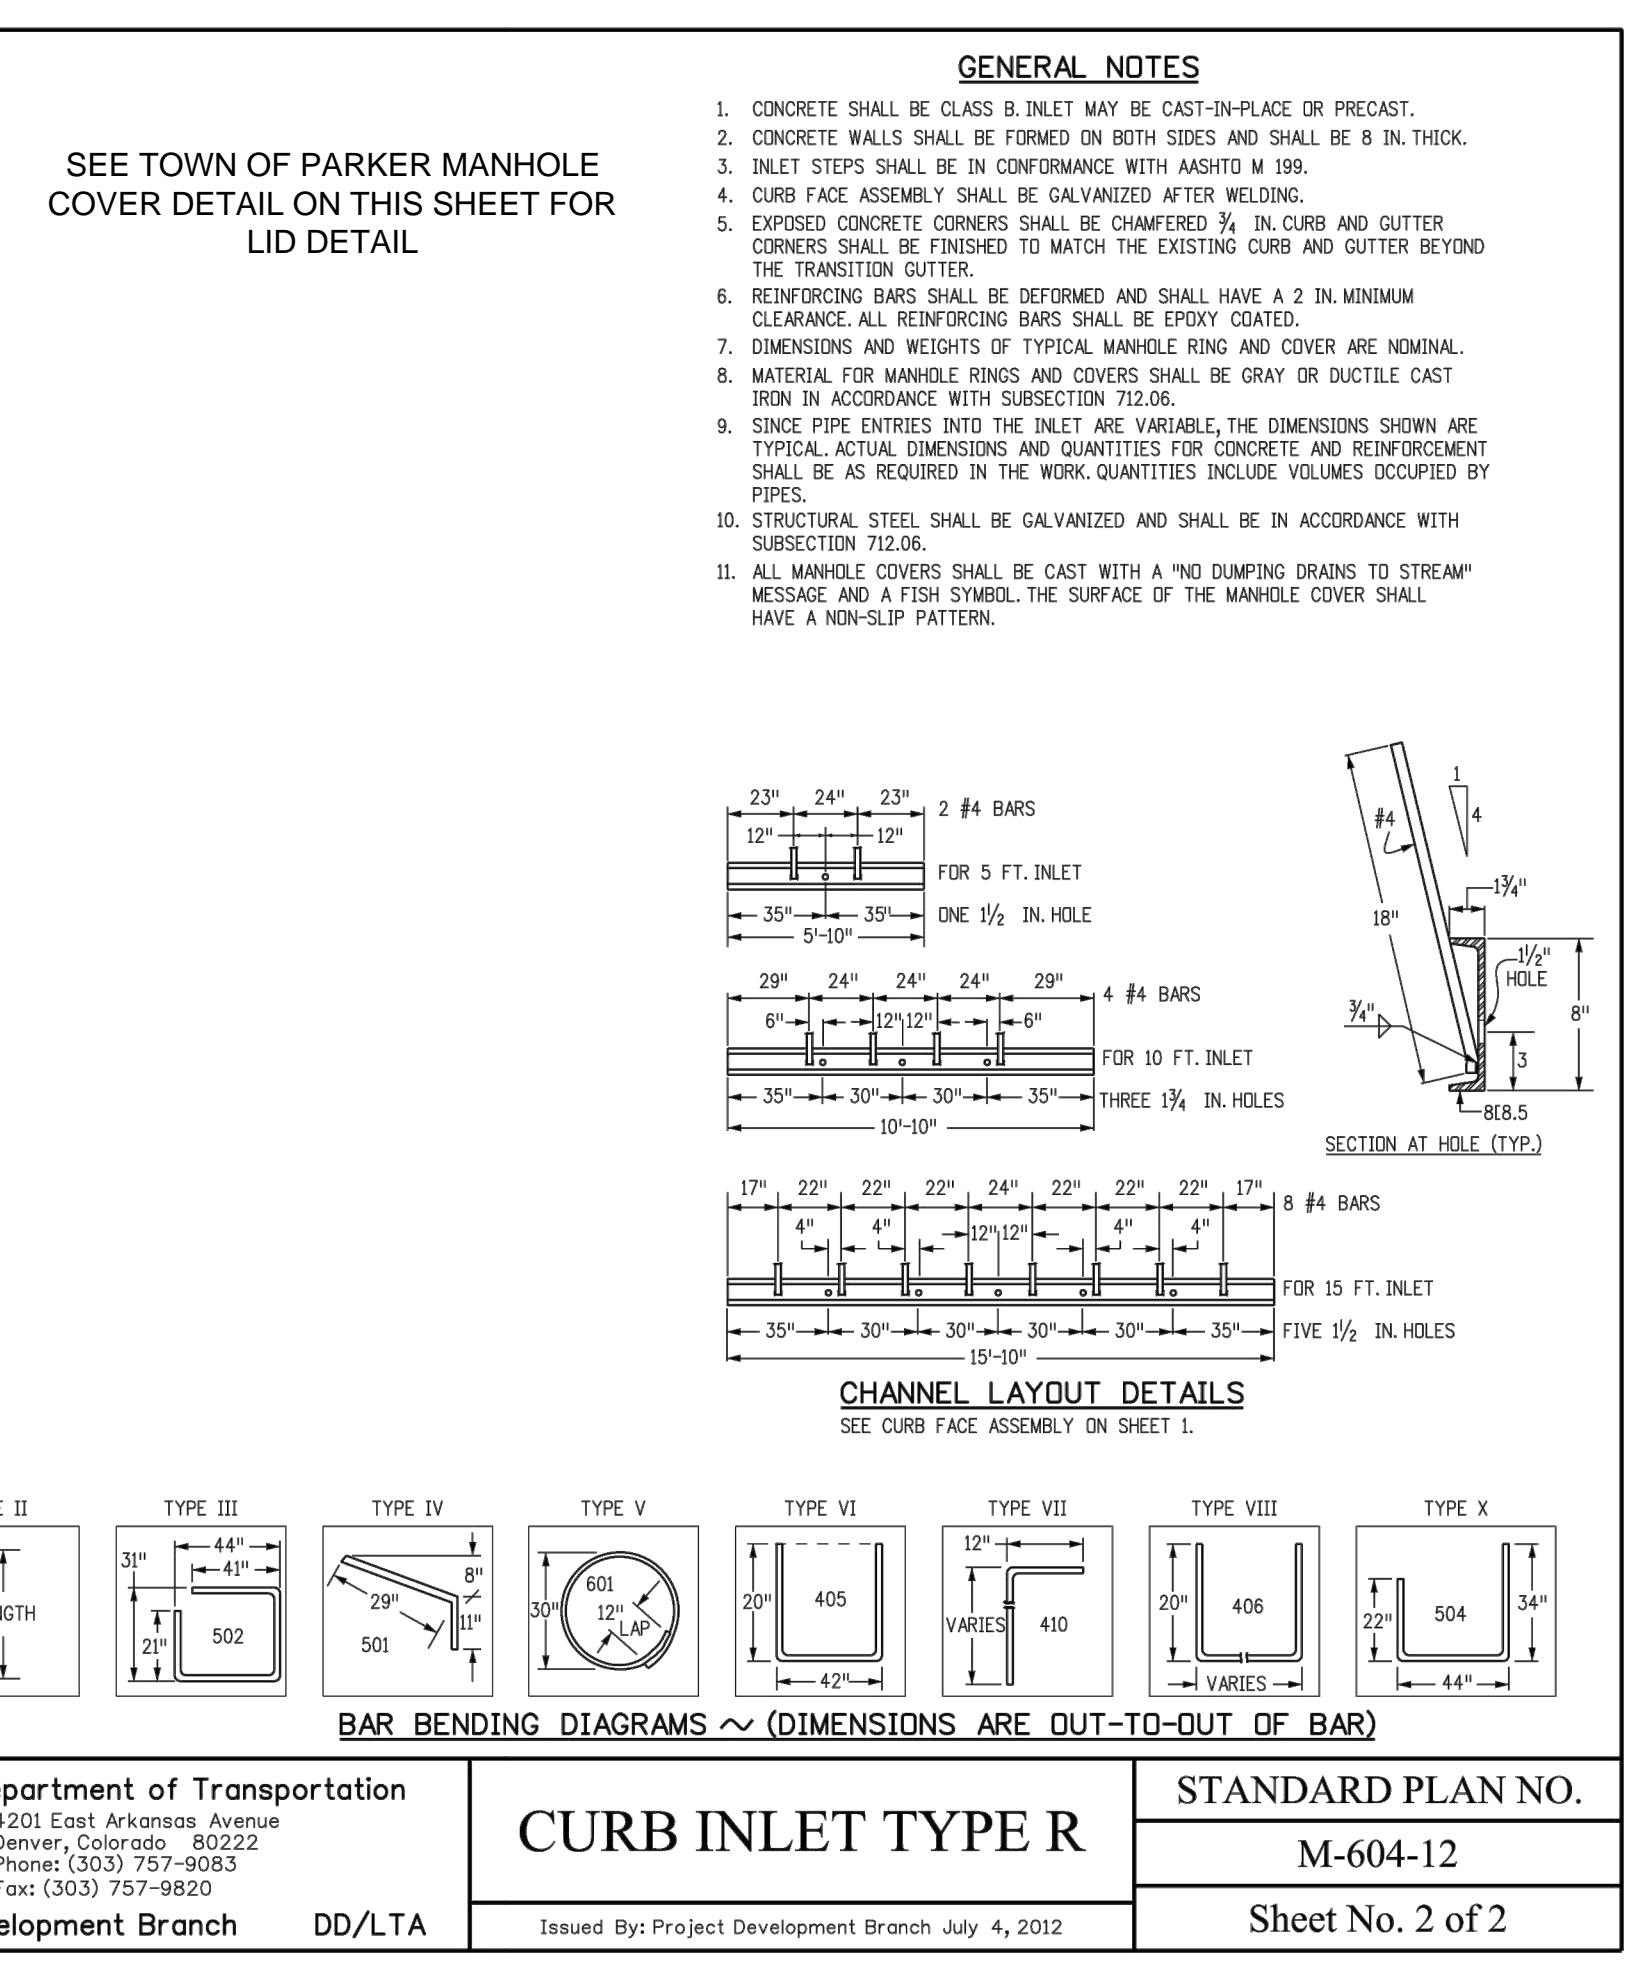 SEE TOWN OF PARKER MANHOLE
COVER DETAIL ON THIS SHEET FOR
LID DETAIL
GENERAL NOTES
1. CONCRETE SHALL BE CLASS B. INLET MAY BE CAST-IN-PLACE OR PRECAST.
2. CONCRETE WALLS SHALL BE FORMED ON BOTH SIDES AND SHALL BE 8 IN. THICK.
3. INLET STEPS SHALL BE IN CONFORMANCE WITH AASHTO M 199.
4. CURB FACE ASSEMBLY SHALL BE GALVANIZED AFTER WELDING.
5. EXPOSED CONCRETE CORNERS SHALL BE CHAMFERED 3/4 IN. CURB AND GUTTER
CORNERS SHALL BE FINISHED TO MATCH THE EXISTING CURB AND GUTTER BEYOND
THE TRANSITION GUTTER.
6. REINFORCING BARS SHALL BE DEFORMED AND SHALL HAVE A 2 IN. MINIMUM
CLEARANCE. ALL REINFORCING BARS SHALL BE EPOXY COATED.
7. DIMENSIONS AND WEIGHTS OF TYPICAL MANHOLE RING AND COVER ARE NOMINAL.
8. MATERIAL FOR MANHOLE RINGS AND COVERS SHALL BE GRAY OR DUCTILE CAST
IRON IN ACCORDANCE WITH SUBSECTION 712.06.
9. SINCE PIPE ENTRIES INTO THE INLET ARE VARIABLE, THE DIMENSIONS SHOWN ARE
TYPICAL. ACTUAL DIMENSIONS AND QUANTITIES FOR CONCRETE AND REINFORCEMENT
SHALL BE AS REQUIRED IN THE WORK. QUANTITIES INCLUDE VOLUMES OCCUPIED BY
PIPES.
10. STRUCTURAL STEEL SHALL BE GALVANIZED AND SHALL BE IN ACCORDANCE WITH
SUBSECTION 712.06.
11. ALL MANHOLE COVERS SHALL BE CAST WITH A "NO DUMPING DRAINS TO STREAM"
MESSAGE AND A FISH SYMBOL. THE SURFACE OF THE MANHOLE COVER SHALL
HAVE A NON-SLIP PATTERN.
23" 24" 23" 2 #4 BARS
12" 12"
FOR 5 FT. INLET
35" 35" ONE 1 1/2 IN. HOLE
5'-10"
29" 24" 24" 24" 29" 4 #4 BARS
6" 12" 12" 6"
FOR 10 FT. INLET
35" 30" 30" 35" THREE 1 3/4 IN. HOLES
10'-10"
17" 22" 22" 22" 24" 22" 22" 22" 17" 8 #4 BARS
4" 4" 12" 12" 4" 4"
FOR 15 FT. INLET
35" 30" 30" 30" 30" 35" FIVE 1 1/2 IN. HOLES
15'-10"
CHANNEL LAYOUT DETAILS
SEE CURB FACE ASSEMBLY ON SHEET 1.
1
4
#4
1 3/4"
18"
1 1/2"
HOLE
3/4"
8"
3
8[8.5
SECTION AT HOLE (TYP.)
E II
NGTH
TYPE III
44"
41"
31"
21"
502
TYPE IV
8"
29"
11"
501
TYPE V
601
30"
12"
LAP
TYPE VI
20"
405
42"
TYPE VII
12"
VARIES
410
TYPE VIII
20"
406
VARIES
TYPE X
22"
504
34"
44"
BAR BENDING DIAGRAMS ~ (DIMENSIONS ARE OUT-TO-OUT OF BAR)
epartment of Transportation
4201 East Arkansas Avenue
Denver, Colorado 80222
Phone: (303) 757-9083
Fax: (303) 757-9820
elopment Branch DD/LTA
CURB INLET TYPE R
Issued By: Project Development Branch July 4, 2012
STANDARD PLAN NO.
M-604-12
Sheet No. 2 of 2